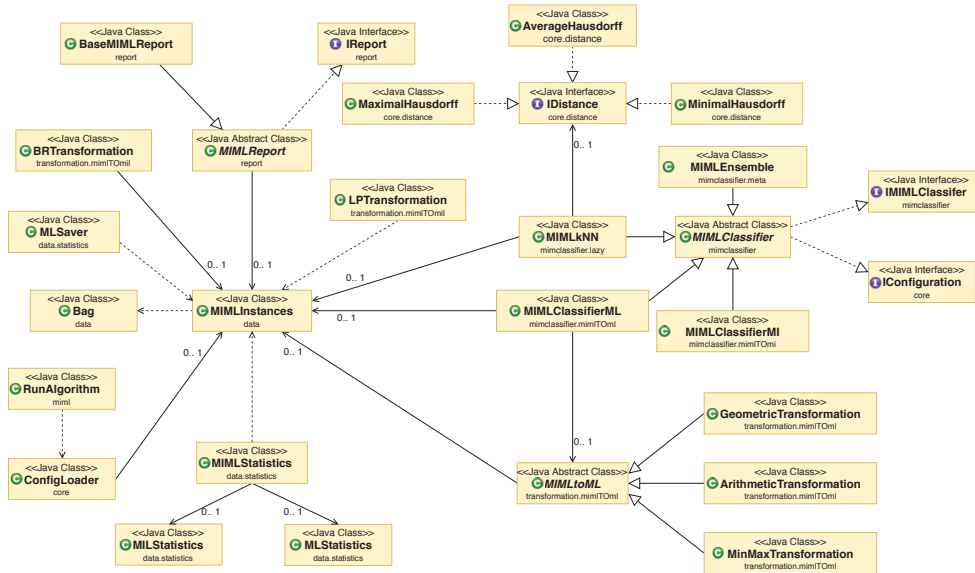 <<Java Class>>
AverageHausdorff
core.distance
<<Java Class>>
BaseMIMLReport
report
<<Java Interface>>
IReport
report
<<Java Class>>
MaximalHausdorff
core.distance
<<Java Interface>>
IDistance
core.distance
<<Java Class>>
MinimalHausdorff
core.distance
<<Java Class>>
BRTransformation
transformation.mimlTOmil
<<Java Abstract Class>>
MIMLReport
report
0.. 1
<<Java Class>>
MIMLEnsemble
mimclassifier.meta
<<Java Interface>>
IMIMLClassifer
mimclassifier
<<Java Class>>
LPTransformation
transformation.mimlTOmil
<<Java Class>>
MLSaver
data.statistics
<<Java Class>>
MIMLkNN
mimclassifier.lazy
<<Java Abstract Class>>
MIMLClassifier
mimclassifier
0.. 1
0.. 1
0.. 1
<<Java Interface>>
IConfiguration
core
<<Java Class>>
Bag
data
<<Java Class>>
MIMLInstances
data
0.. 1
<<Java Class>>
MIMLClassifierML
mimclassifier.mimlTOml
<<Java Class>>
MIMLClassifierMI
mimclassifier.mimlTOmi
0.. 1
0.. 1
<<Java Class>>
RunAlgorithm
miml
<<Java Class>>
GeometricTransformation
transformation.mimlTOml
0.. 1
<<Java Class>>
ConfigLoader
core
<<Java Class>>
MIMLStatistics
data.statistics
<<Java Abstract Class>>
MIMLtoML
transformation.mimlTOml
<<Java Class>>
ArithmeticTransformation
transformation.mimlTOml
0.. 1
0.. 1
<<Java Class>>
MILStatistics
data.statistics
<<Java Class>>
MLStatistics
data.statistics
<<Java Class>>
MinMaxTransformation
transformation.mimlTOml